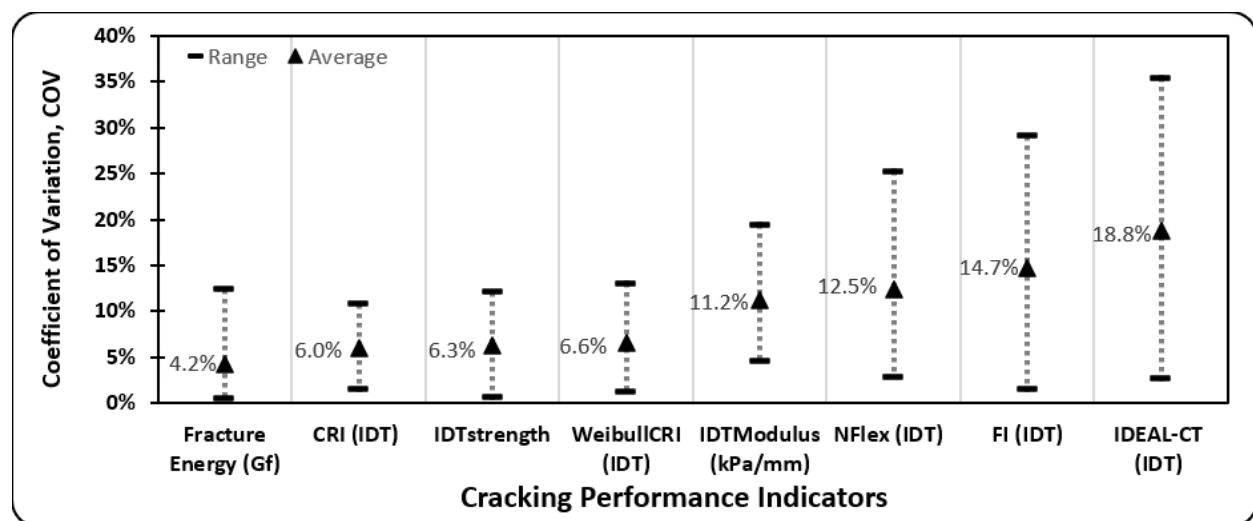 40%
35%
30%
25%
20%
15%
10%
5%
0%
Coefficient of Variation, COV
Range
Average
4.2%
6.0%
6.3%
6.6%
11.2%
12.5%
14.7%
18.8%
Fracture
Energy (Gf)
CRI (IDT)
IDTstrength
WeibullCRI
(IDT)
IDTModulus
(kPa/mm)
NFlex (IDT)
FI (IDT)
IDEAL-CT
(IDT)
Cracking Performance Indicators